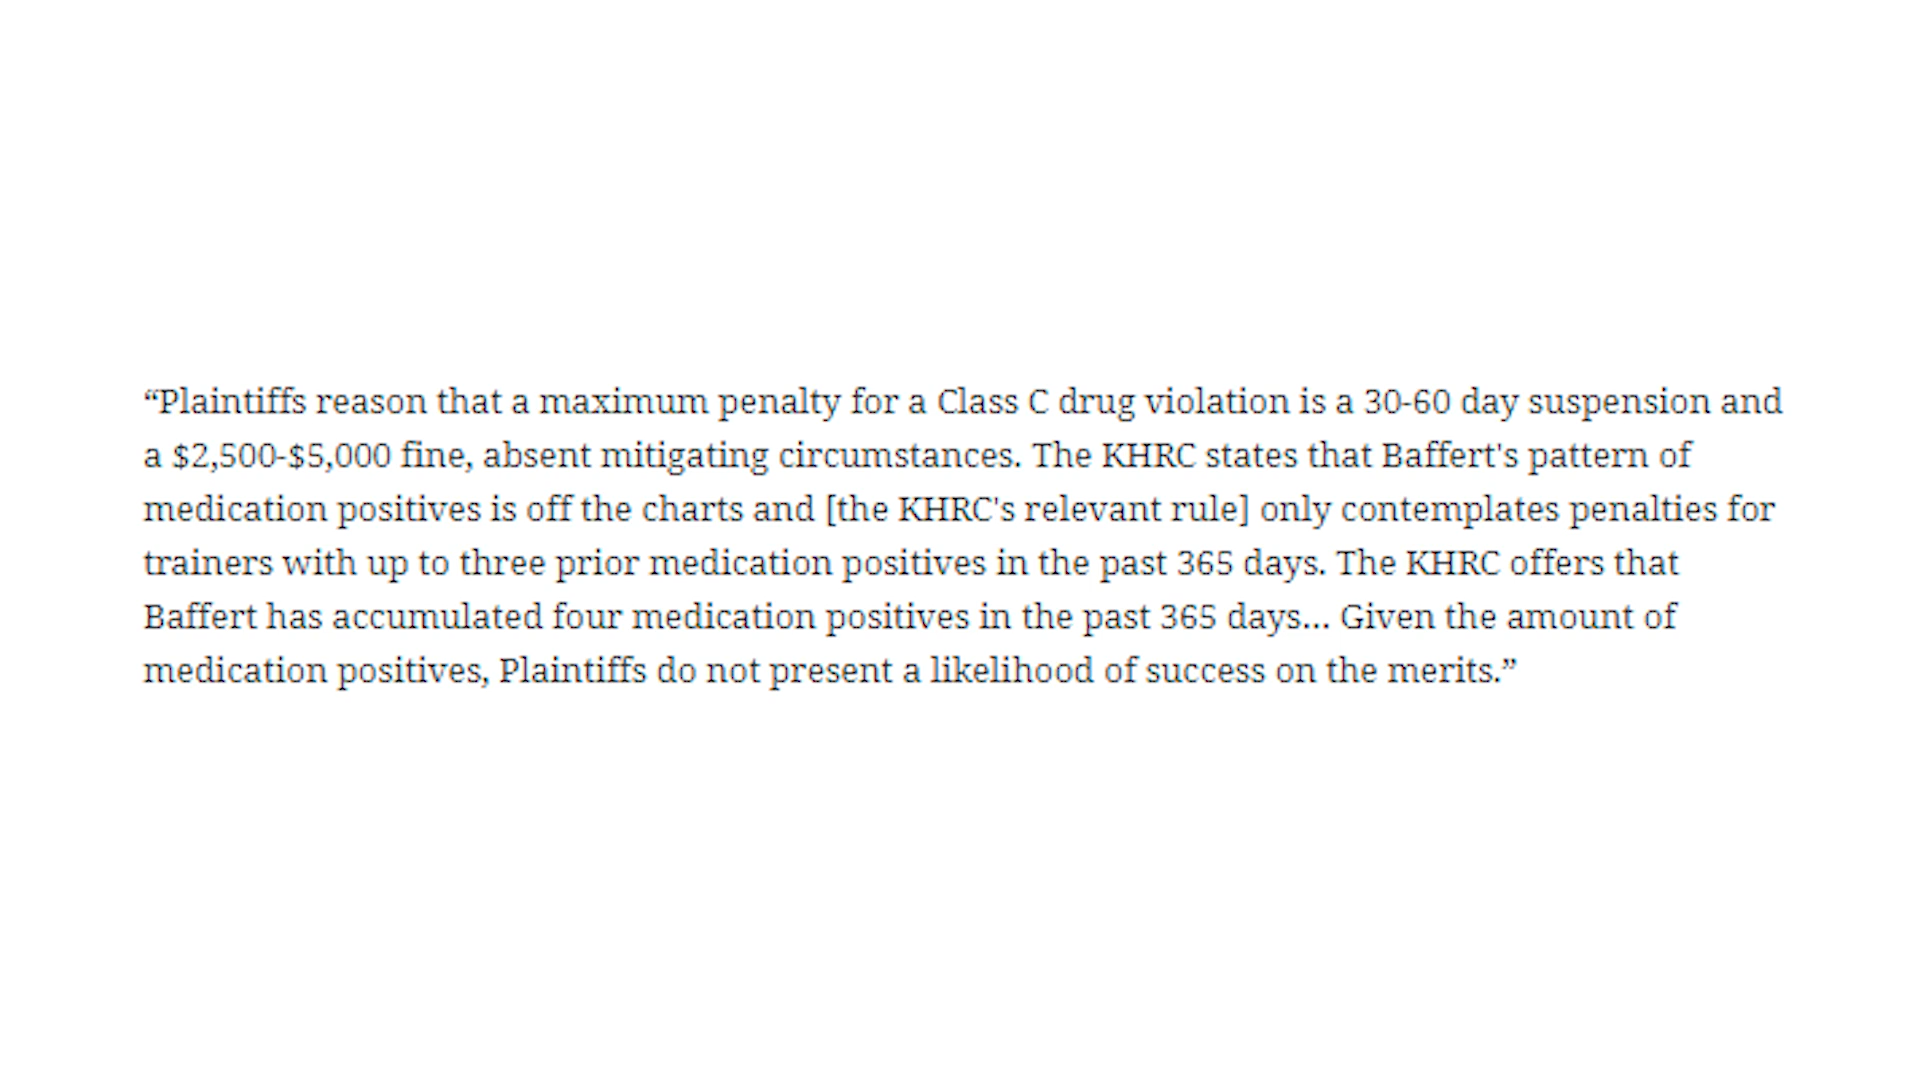 “Plaintiffs reason that a maximum penalty for a Class C drug violation is a 30-60 day suspension and
a $2,500-$5,000 fine, absent mitigating circumstances. The KHRC states that Baffert's pattern of
medication positives is off the charts and [the KHRC's relevant rule] only contemplates penalties for
trainers with up to three prior medication positives in the past 365 days. The KHRC offers that
Baffert has accumulated four medication positives in the past 365 days... Given the amount of
medication positives, Plaintiffs do not present a likelihood of success on the merits.”